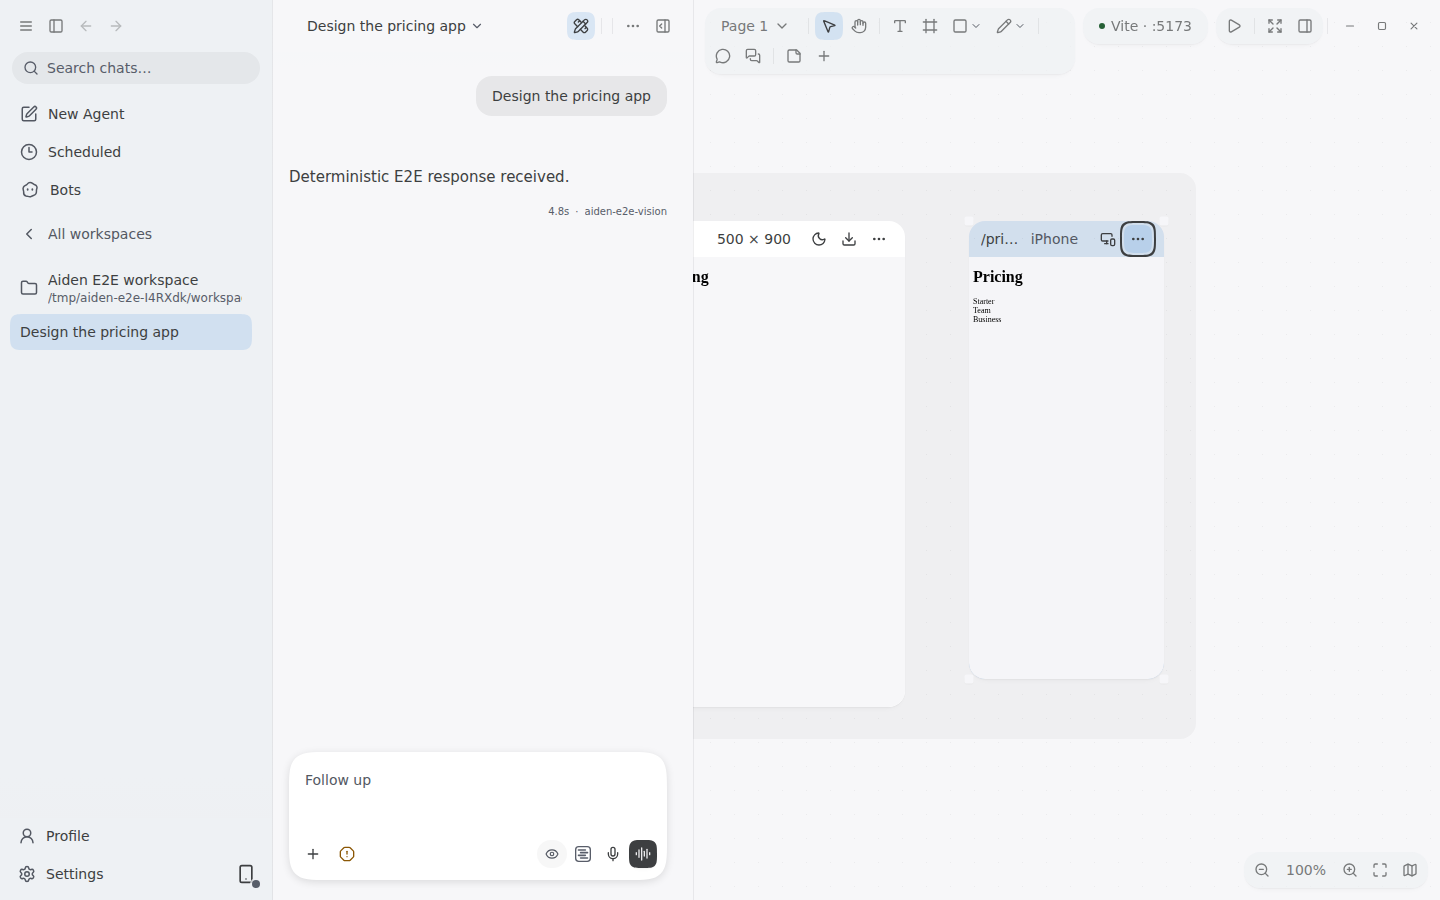 Design the pricing app
Page 1
Vite · :5173
Search chats…
Design the pricing app
New Agent
Scheduled
Deterministic E2E response received.
Bots
4.8s · aiden-e2e-vision
All workspaces
500 × 900
/pri…
iPhone
ng
Pricing
Starter
Team
Business
Aiden E2E workspace
/tmp/aiden-e2e-I4RXdk/workspa
Design the pricing app
Follow up
Profile
Settings
100%